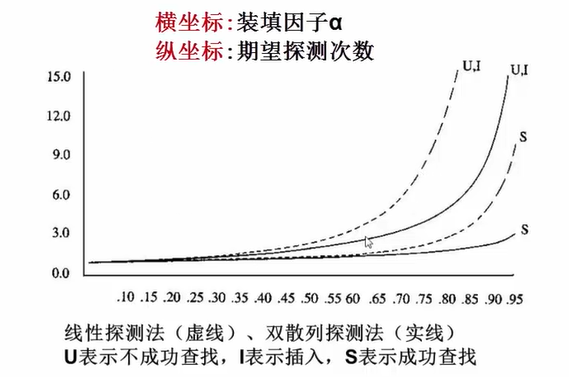 横坐标:装填因子α
纵坐标:期望探测次数
15.0
12.0
9.0
6.0
3.0
0.0
U,I
U,I
S
S
.10 .15 .20 .25 .30 .35 .40 .45 .50 .55 60 .65 .70 .75 .80 .85 .90 .95
线性探测法（虚线）、双散列探测法（实线）
U表示不成功查找，I表示插入，S表示成功查找